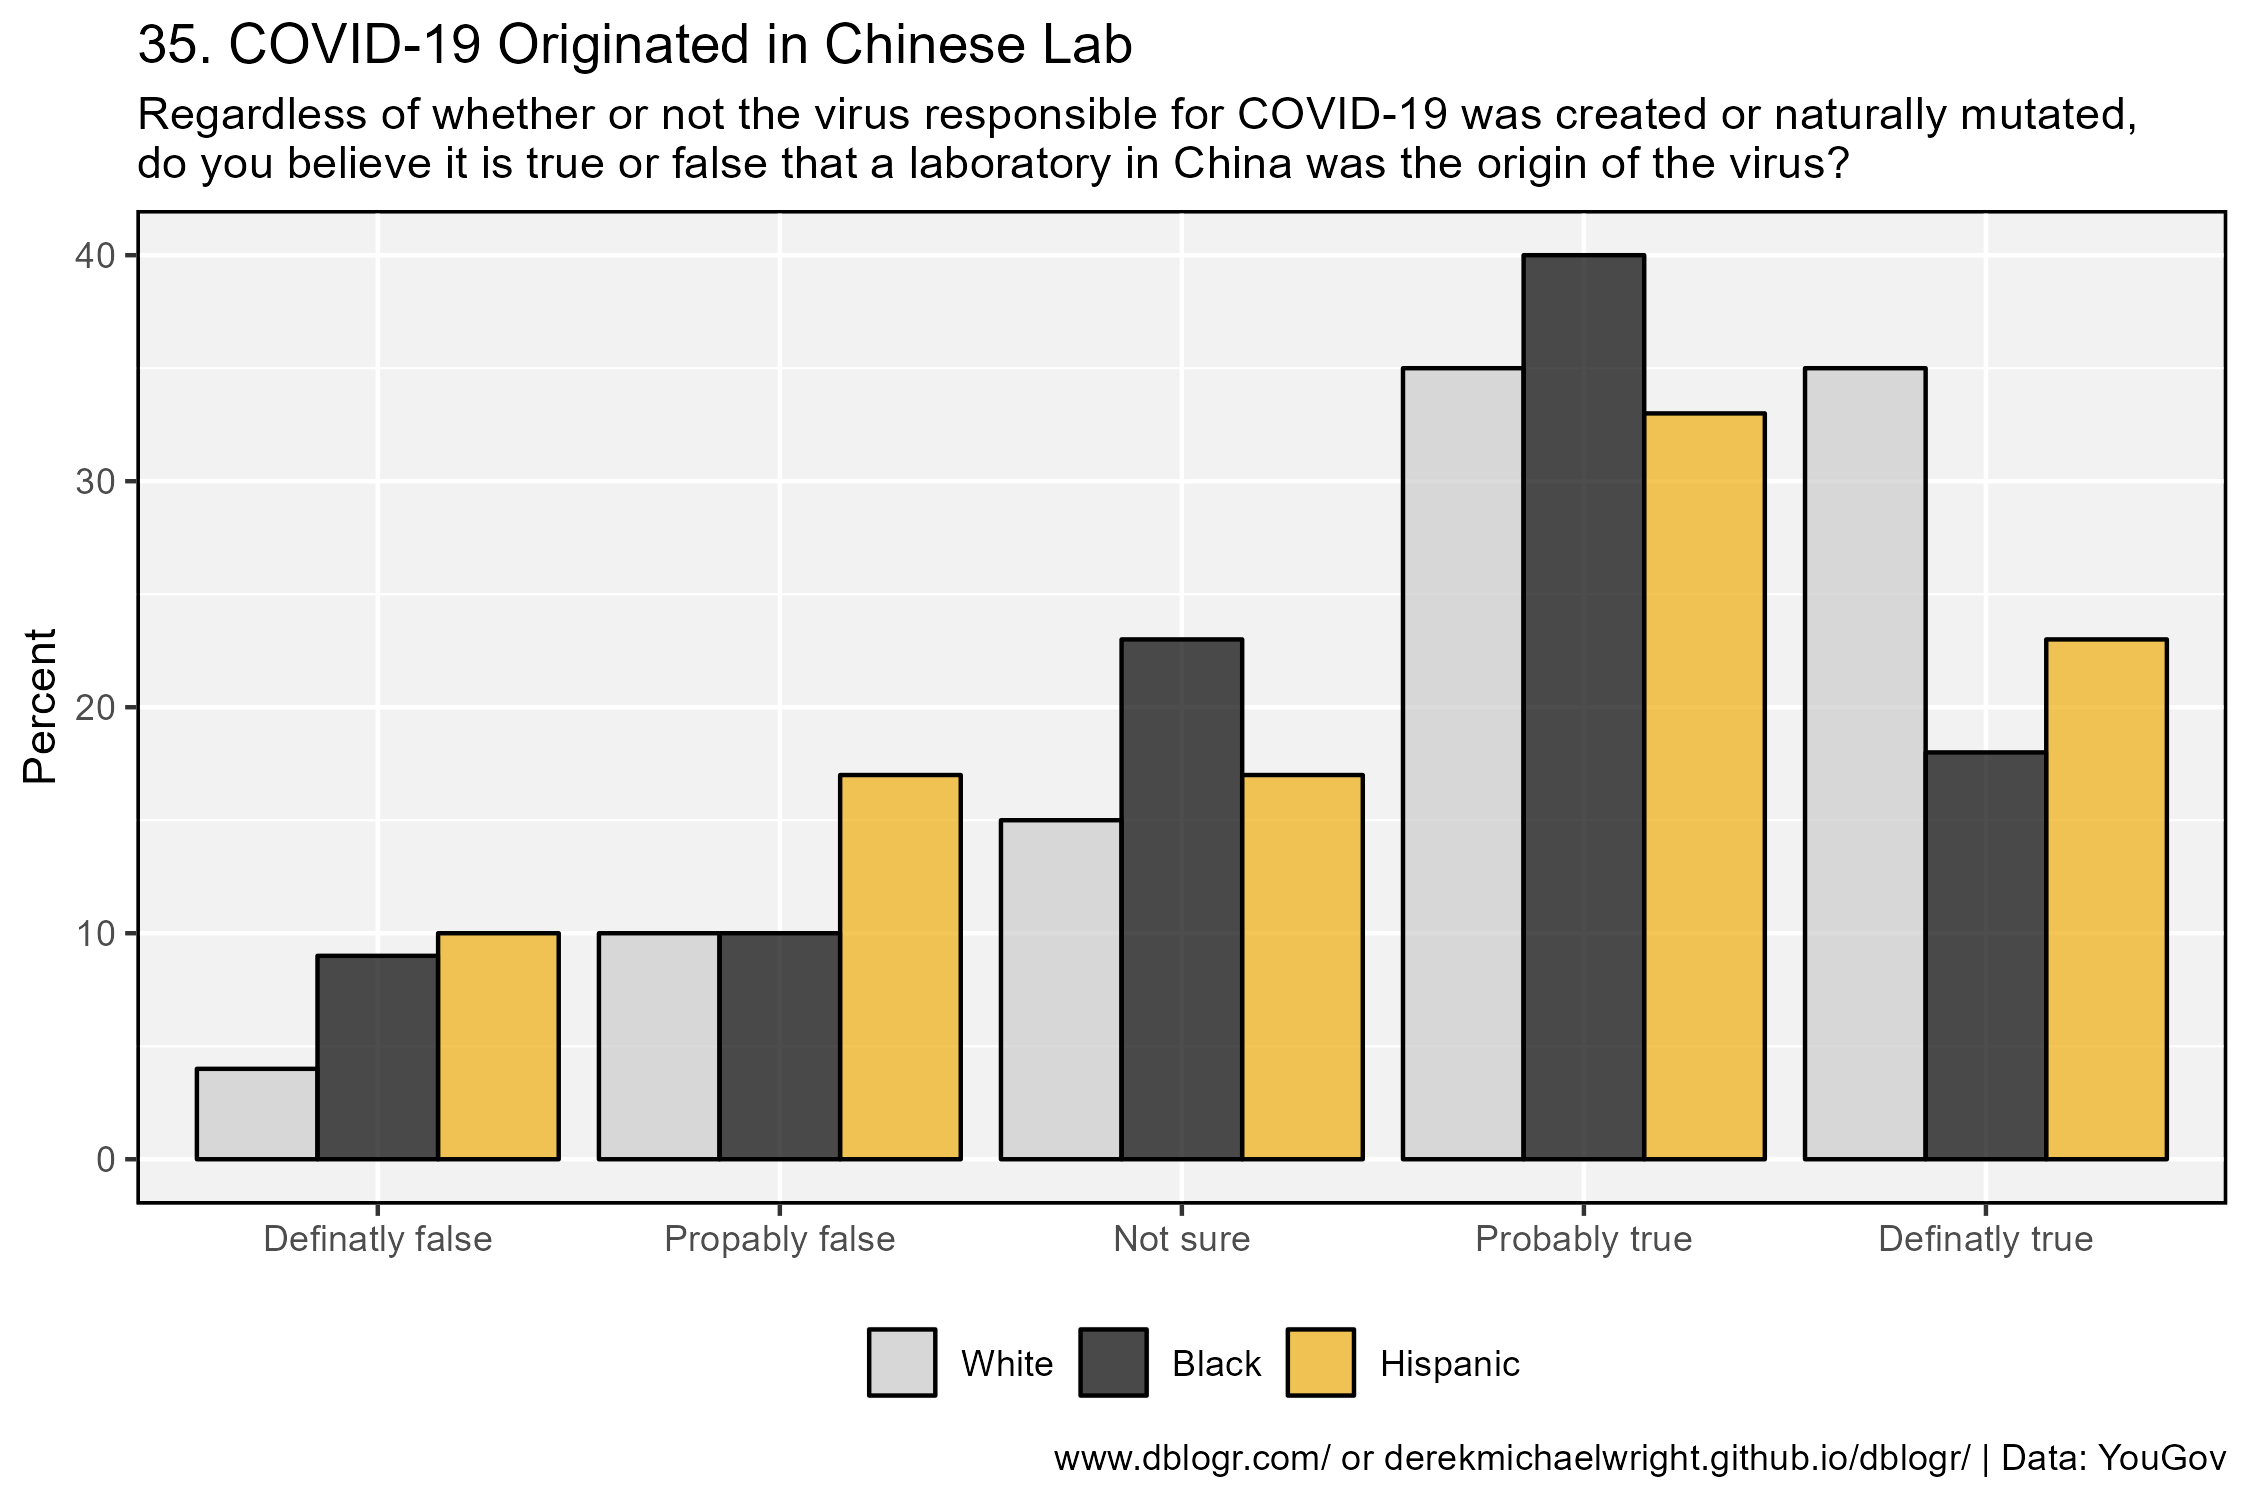 35. COVID-19 Originated in Chinese Lab
Regardless of whether or not the virus responsible for COVID-19 was created or naturally mutated,
do you believe it is true or false that a laboratory in China was the origin of the virus?
Percent
40
30
20
10
0
Definatly false
Propably false
Not sure
Probably true
Definatly true
White
Black
Hispanic
www.dblogr.com/ or derekmichaelwright.github.io/dblogr/ | Data: YouGov